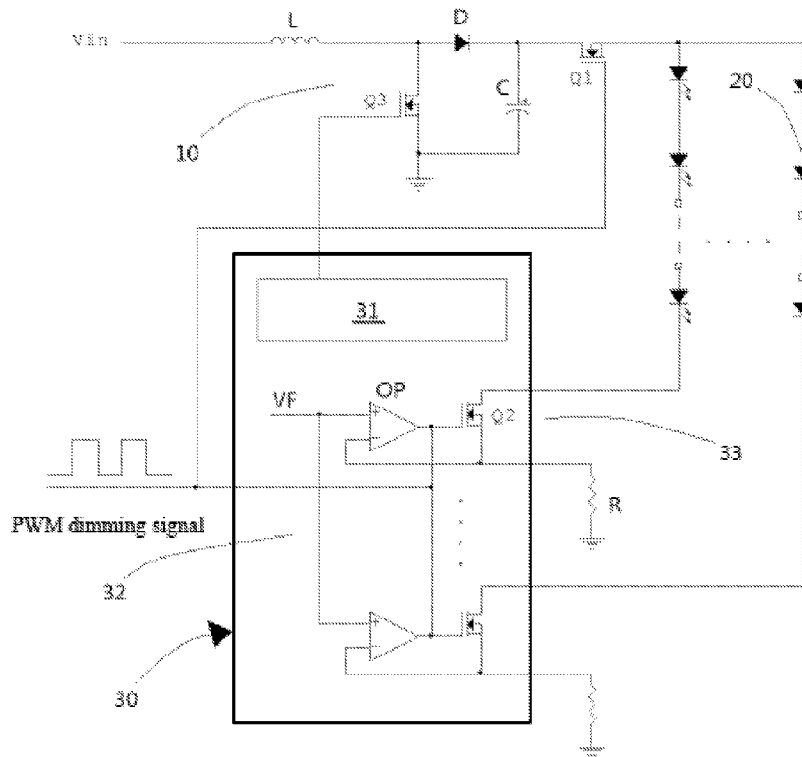 L
D
Vin
Q3
C
Q1
20
10
31
VF
OP
Q2
33
R
PWM dimming signal
32
30